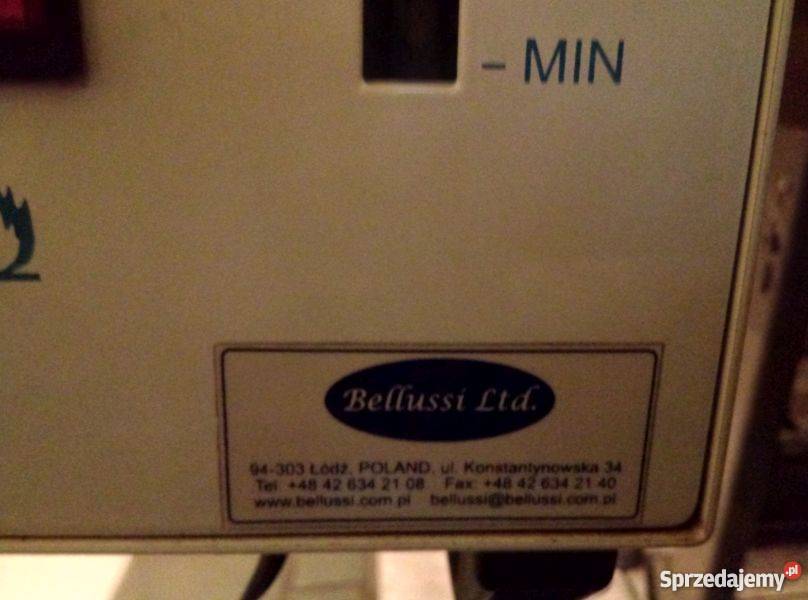 – MIN
Bellussi Ltd.
94-303 Łódź, POLAND, ul. Konstantynowska 34
Tel +48 42 634 21 08 Fax: +48 42 634 21 40
www.bellussi.com.pl bellussi@bellussi.com.pl
Sprzedajemy.pl